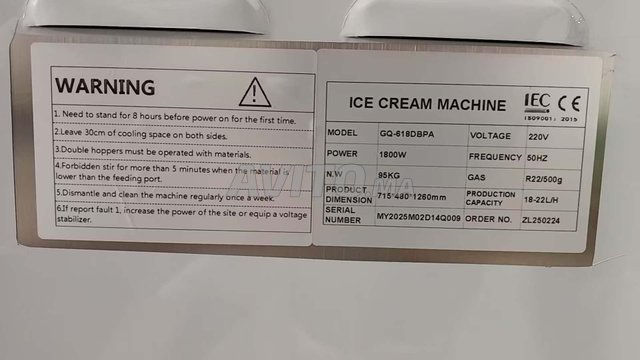 WARNING
1. Need to stand for 8 hours before power on for the first time.
2.Leave 30cm of cooling space on both sides.
3.Double hoppers must be operated with materials.
4.Forbidden stir for more than 5 minutes when the material is
lower than the feeding port.
5.Dismantle and clean the machine regularly once a week.
6.If report fault 1, increase the power of the site or equip a voltage
stabilizer.
ICE CREAM MACHINE IEC CE
ISO9001: 2015
MODEL GQ-618DBPA VOLTAGE 220V
POWER 1800W FREQUENCY 50HZ
N.W 95KG GAS R22/500g
PRODUCT DIMENSION 715*480*1260mm PRODUCTION CAPACITY 18-22L/H
SERIAL NUMBER MY2025M02D14Q009 ORDER NO. ZL250224
AVITO.MA